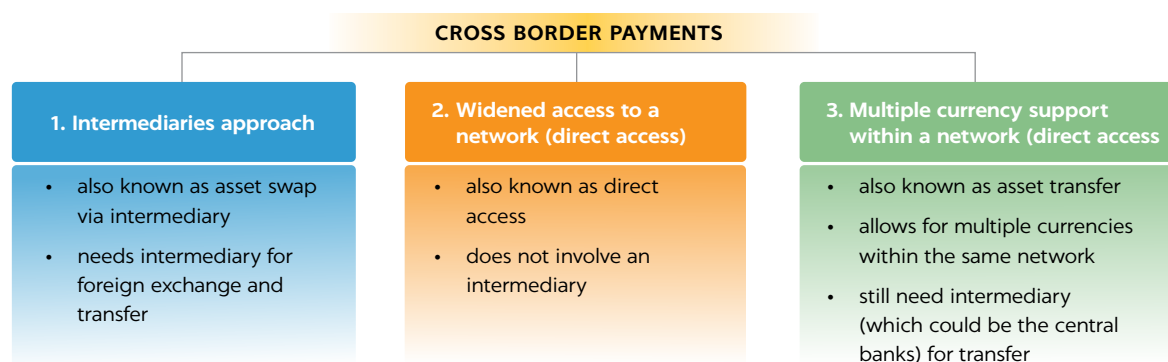 CROSS BORDER PAYMENTS
1. Intermediaries approach
• also known as asset swap
via intermediary
• needs intermediary for
foreign exchange and
transfer
2. Widened access to a
network (direct access)
• also known as direct
access
• does not involve an
intermediary
3. Multiple currency support
within a network (direct access
• also known as asset transfer
• allows for multiple currencies
within the same network
• still need intermediary
(which could be the central
banks) for transfer